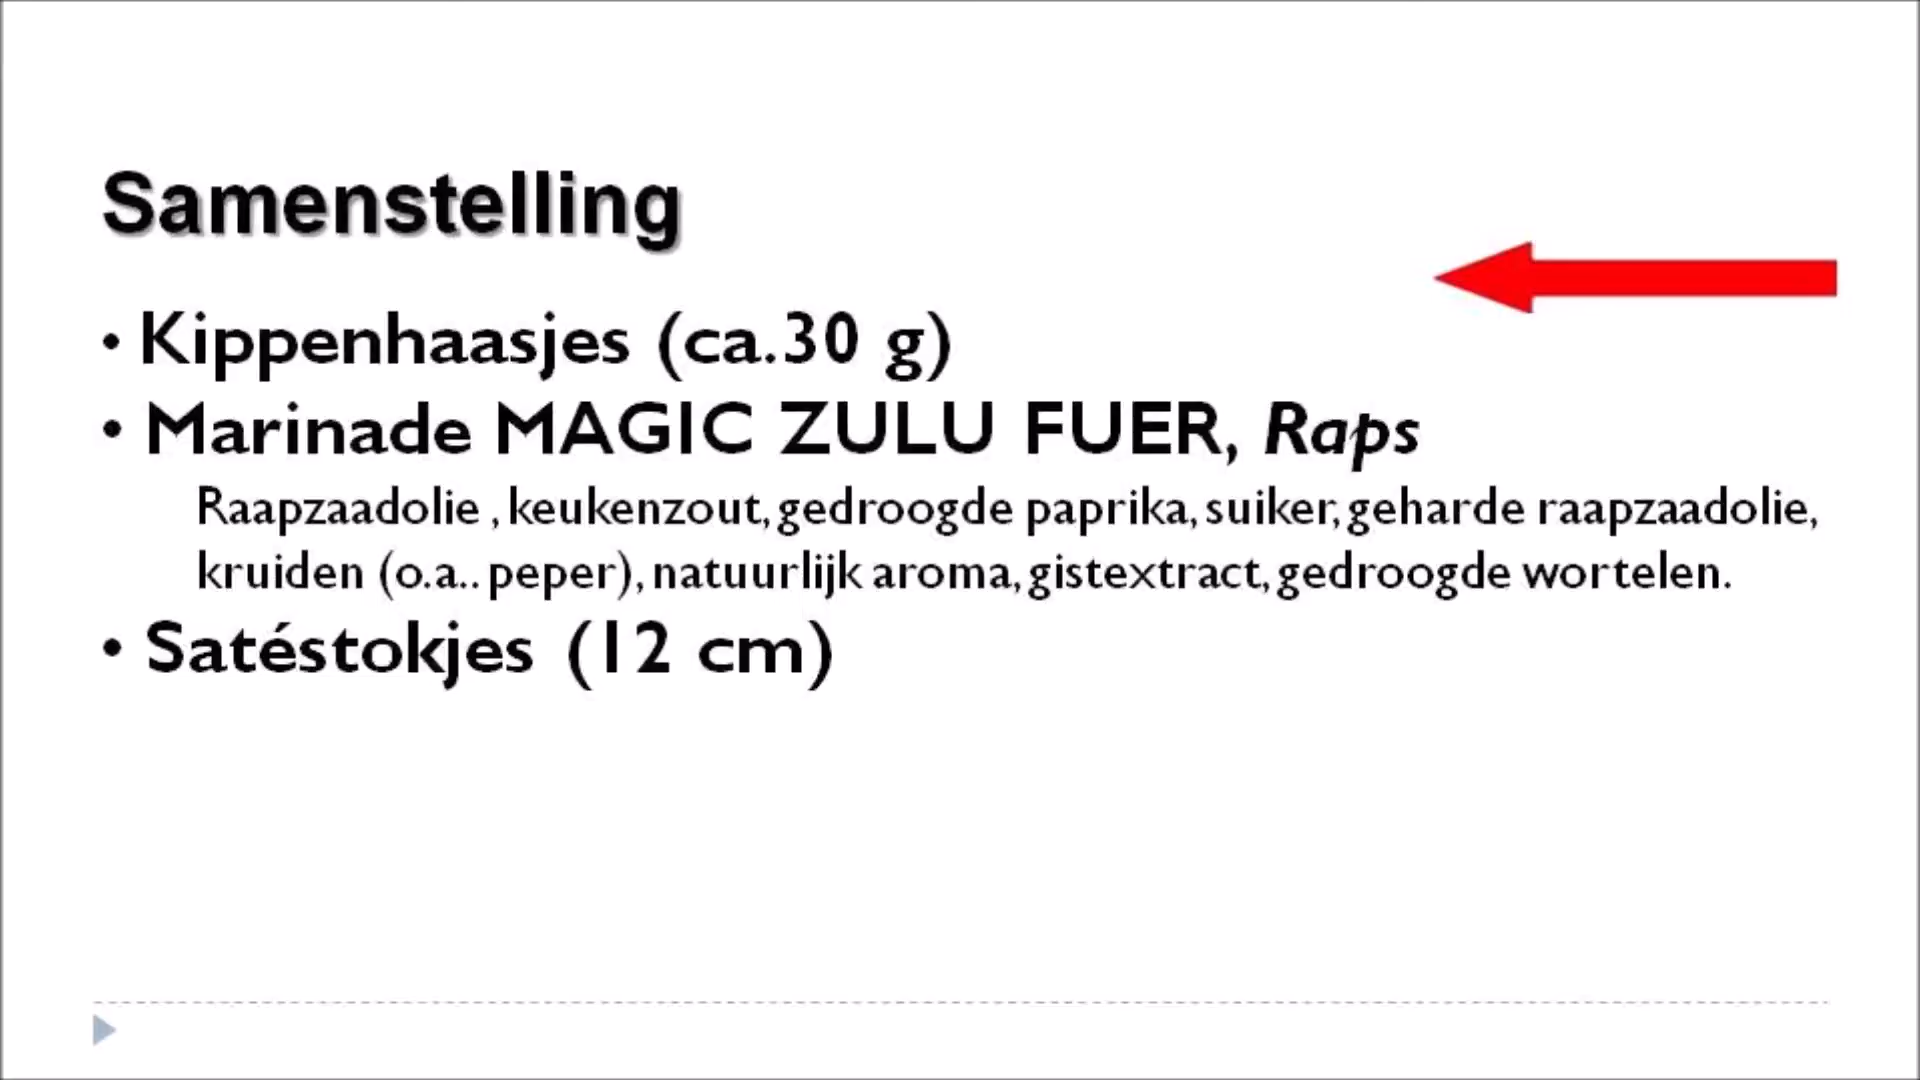 Samenstelling
• Kippenhaasjes (ca.30 g)
• Marinade MAGIC ZULU FUER, Raps
Raapzaadolie , keukenzout, gedroogde paprika, suiker, geharde raapzaadolie,
kruiden (o.a.. peper), natuurlijk aroma, gistextract, gedroogde wortelen.
• Satéstokjes (12 cm)